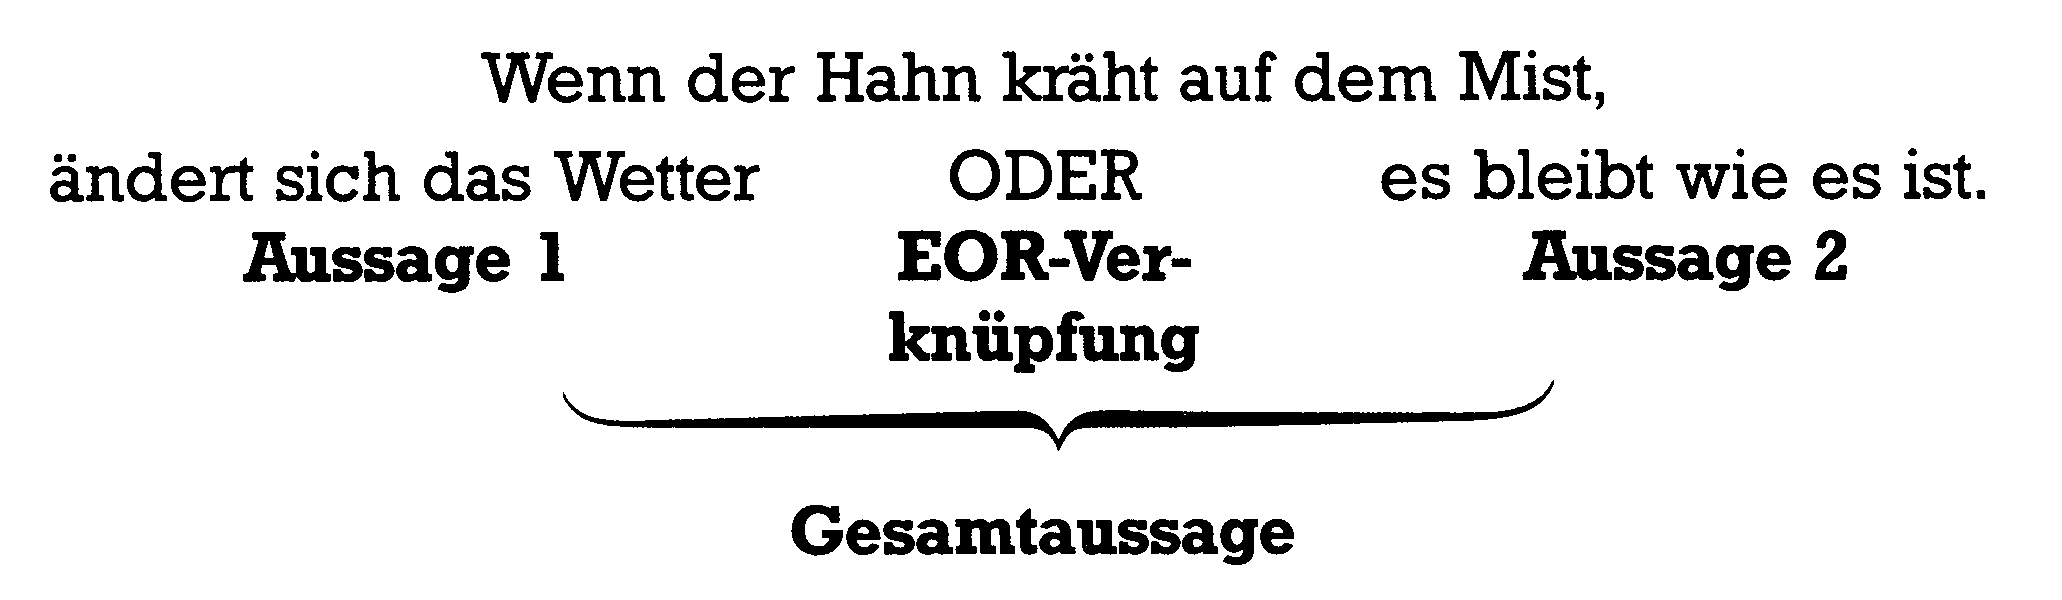 Wenn der Hahn kräht auf dem Mist,
ändert sich das Wetter ODER es bleibt wie es ist.
Aussage 1 EOR-Ver- Aussage 2
knüpfung
Gesamtaussage